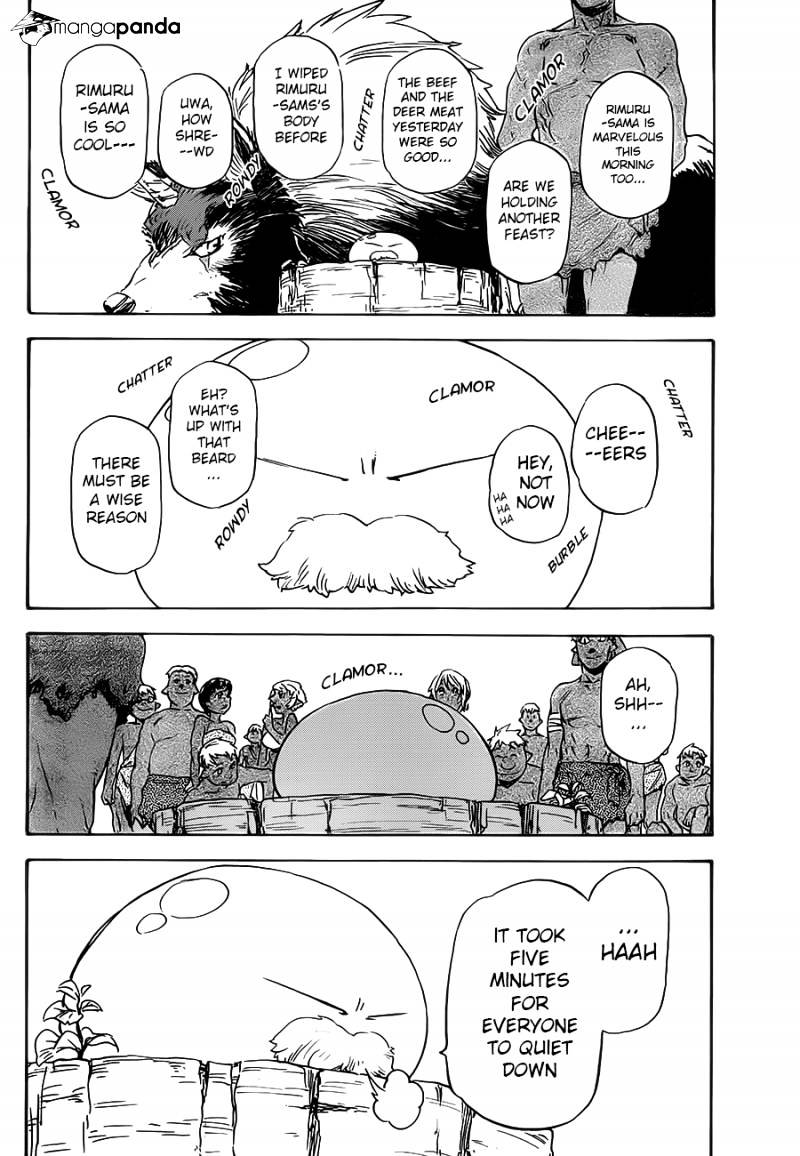 mangapanda
RIMURU
-SAMA IS
MARVELOUS
THIS
MORNING
TOO...
CLAMOR
ARE WE
HOLDING
ANOTHER
FEAST?
THE BEEF
AND THE
DEER MEAT
YESTERDAY
WERE SO
GOOD...
CHATTER
I WIPED
RIMURU
-SAMS'S
BODY
BEFORE
ROWDY
UWA,
HOW
SHRE--
--WD
RIMURU
-SAMA
IS SO
COOL---
CLAMOR
CHATTER
CHEE----
----EERS
CLAMOR
HEY,
NOT
NOW
HA
HA
HA
BURBLE
EH?
WHAT'S
UP WITH
THAT
BEARD
...
CHATTER
ROWDY
THERE
MUST BE
A WISE
REASON
AH,
SHH--
...
CLAMOR...
...
HAAH
IT TOOK
FIVE
MINUTES
FOR
EVERYONE
TO QUIET
DOWN